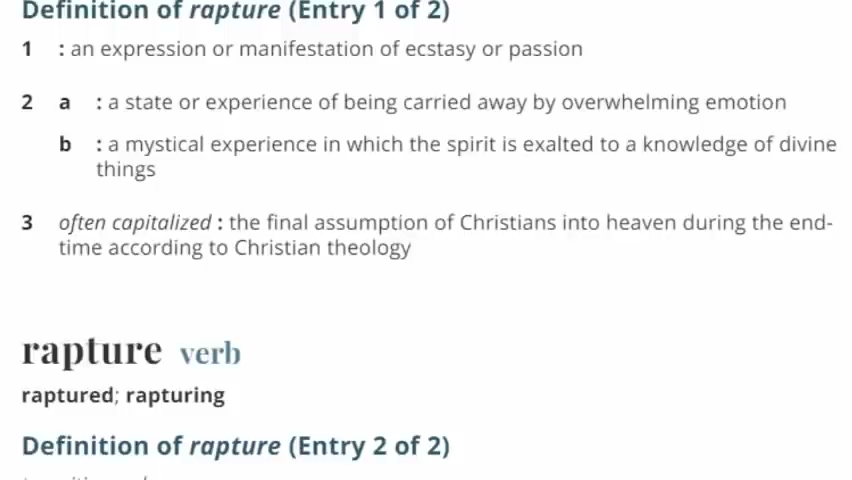 Definition of rapture (Entry 1 of 2)
1 : an expression or manifestation of ecstasy or passion
2 a : a state or experience of being carried away by overwhelming emotion
b : a mystical experience in which the spirit is exalted to a knowledge of divine
things
3 often capitalized : the final assumption of Christians into heaven during the end-
time according to Christian theology
rapture verb
raptured; rapturing
Definition of rapture (Entry 2 of 2)